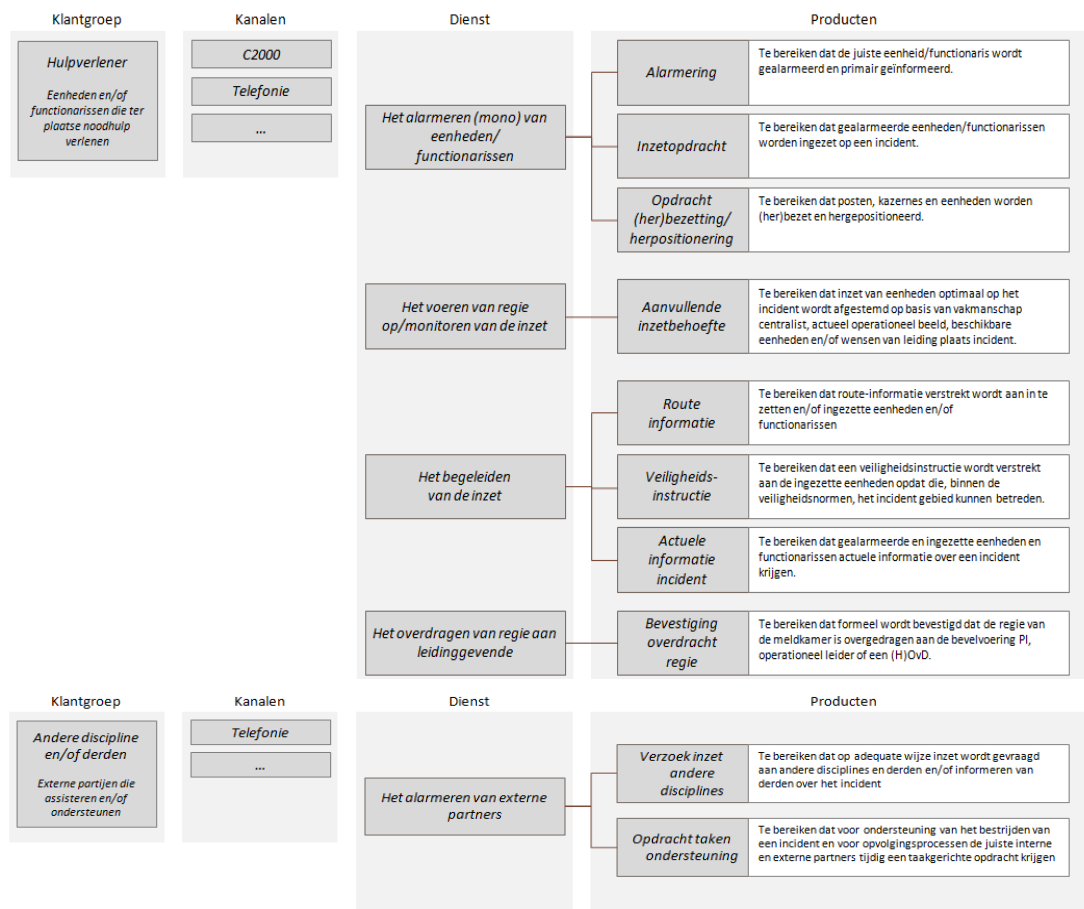 Klantgroep
Kanalen
Dienst
Producten
Hulpverlener
Eenheden en/of
functionarissen die ter
plaatse noodhulp
verlenen
C2000
Telefonie
...
Het alarmeren (mono) van
eenheden/
functionarissen
Alarmering
Te bereiken dat de juiste eenheid/functionaris wordt
gealarmeerd en primair geïnformeerd.
Inzetopdracht
Te bereiken dat gealarmeerde eenheden/functionarissen
worden ingezet op een incident.
Opdracht
(her)bezetting/
herpositionering
Te bereiken dat posten, kazernes en eenheden worden
(her)bezet en hergepositioneerd.
Het voeren van regie
op/monitoren van de inzet
Aanvullende
inzetbehoefte
Te bereiken dat inzet van eenheden optimaal op het
incident wordt afgestemd op basis van vakmanschap
centralist, actueel operationeel beeld, beschikbare
eenheden en/of wensen van leiding plaats incident.
Het begeleiden
van de inzet
Route
informatie
Te bereiken dat route-informatie verstrekt wordt aan in te
zetten en/of ingezette eenheden en/of
functionarissen
Veiligheids-
instructie
Te bereiken dat een veiligheidsinstructie wordt verstrekt
aan de ingezette eenheden opdat die, binnen de
veiligheidsnormen, het incident gebied kunnen betreden.
Actuele
informatie
incident
Te bereiken dat gealarmeerde en ingezette eenheden en
functionarissen actuele informatie over een incident
krijgen.
Het overdragen van regie aan
leidinggevende
Bevestiging
overdracht
regie
Te bereiken dat formeel wordt bevestigd dat de regie van
de meldkamer is overgedragen aan de bevelvoering PI,
operationeel leider of een (H)OvD.
Klantgroep
Kanalen
Dienst
Producten
Andere discipline
en/of derden
Externe partijen die
assisteren en/of
ondersteunen
Telefonie
...
Het alarmeren van externe
partners
Verzoek inzet
andere
disciplines
Te bereiken dat op adequate wijze inzet wordt gevraagd
aan andere disciplines en derden en/of informeren van
derden over het incident
Opdracht taken
ondersteuning
Te bereiken dat voor ondersteuning van het bestrijden van
een incident en voor opvolgingsprocessen de juiste interne
en externe partners tijdig een taakgerichte opdracht krijgen